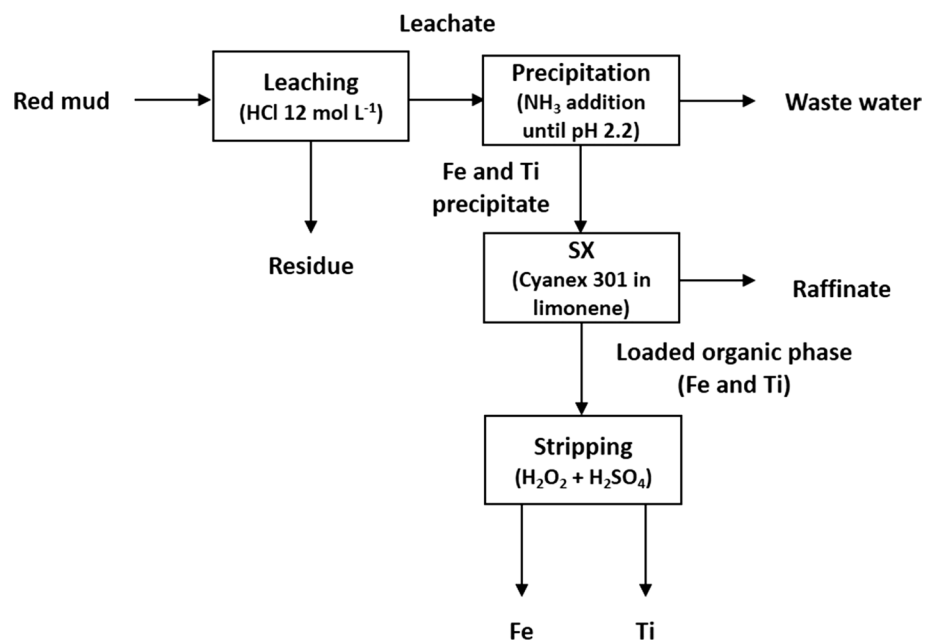 Leachate
Red mud
Leaching
(HCl 12 mol L⁻¹)
Precipitation
(NH₃ addition
until pH 2.2)
Waste water
Fe and Ti
precipitate
Residue
SX
(Cyanex 301 in
limonene)
Raffinate
Loaded organic phase
(Fe and Ti)
Stripping
(H₂O₂ + H₂SO₄)
Fe
Ti